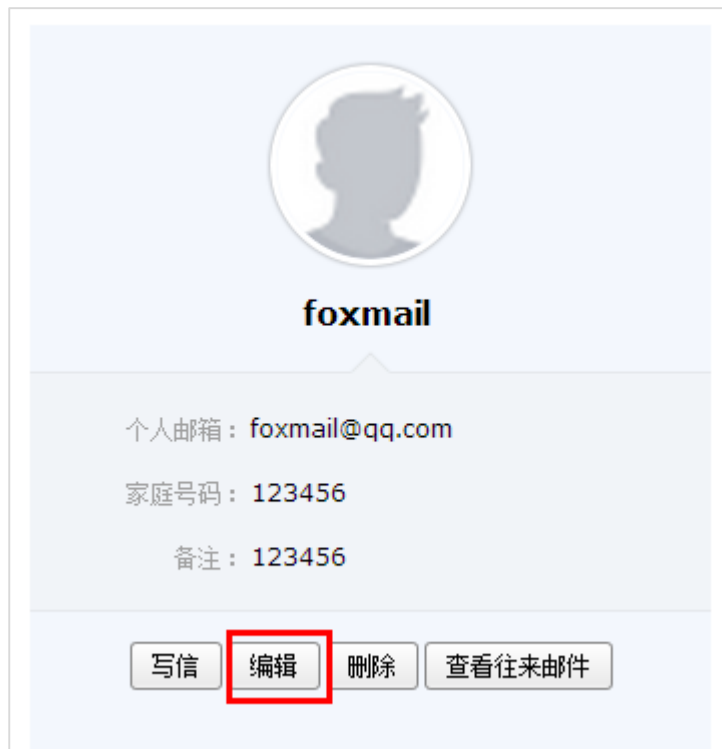 foxmail
个人邮箱：foxmail@qq.com
家庭号码：123456
备注：123456
写信 编辑 删除 查看往来邮件